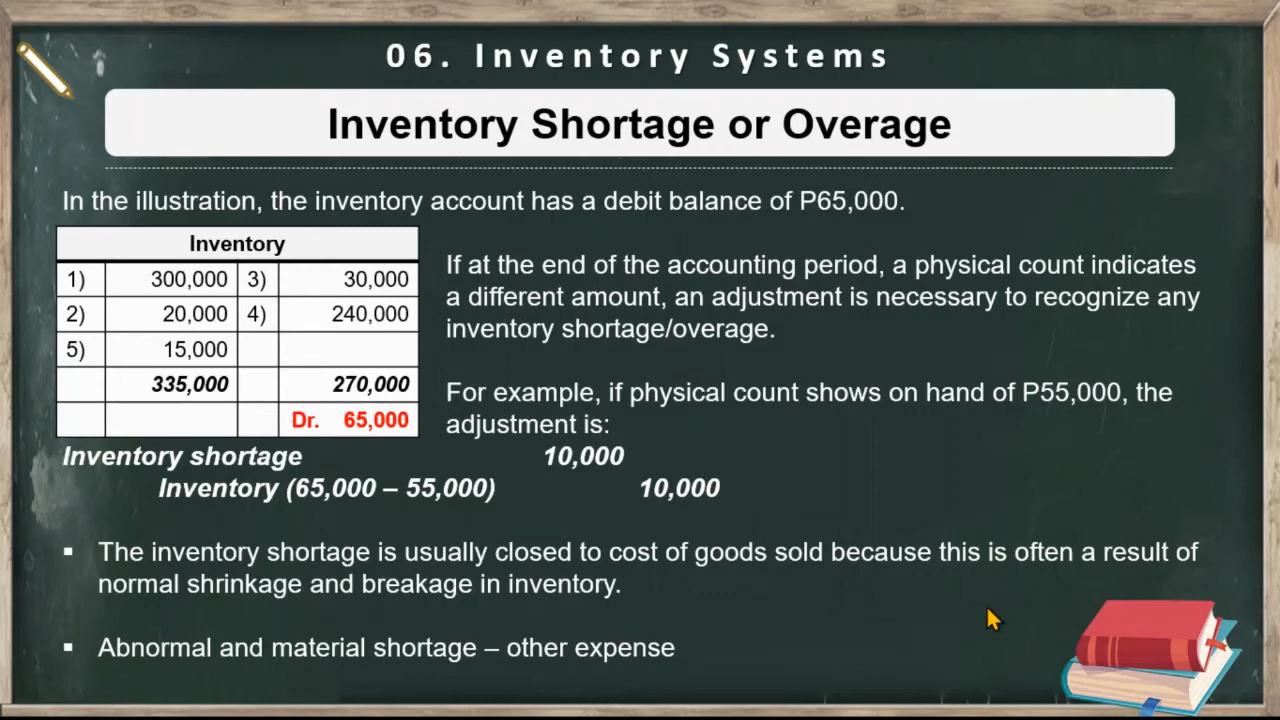 06. Inventory Systems
Inventory Shortage or Overage
In the illustration, the inventory account has a debit balance of P65,000.
Inventory
1) 300,000 3) 30,000
2) 20,000 4) 240,000
5) 15,000
335,000 270,000
Dr. 65,000
If at the end of the accounting period, a physical count indicates
a different amount, an adjustment is necessary to recognize any
inventory shortage/overage.
For example, if physical count shows on hand of P55,000, the
adjustment is:
Inventory shortage 10,000
Inventory (65,000 – 55,000) 10,000
▪ The inventory shortage is usually closed to cost of goods sold because this is often a result of
normal shrinkage and breakage in inventory.
▪ Abnormal and material shortage – other expense